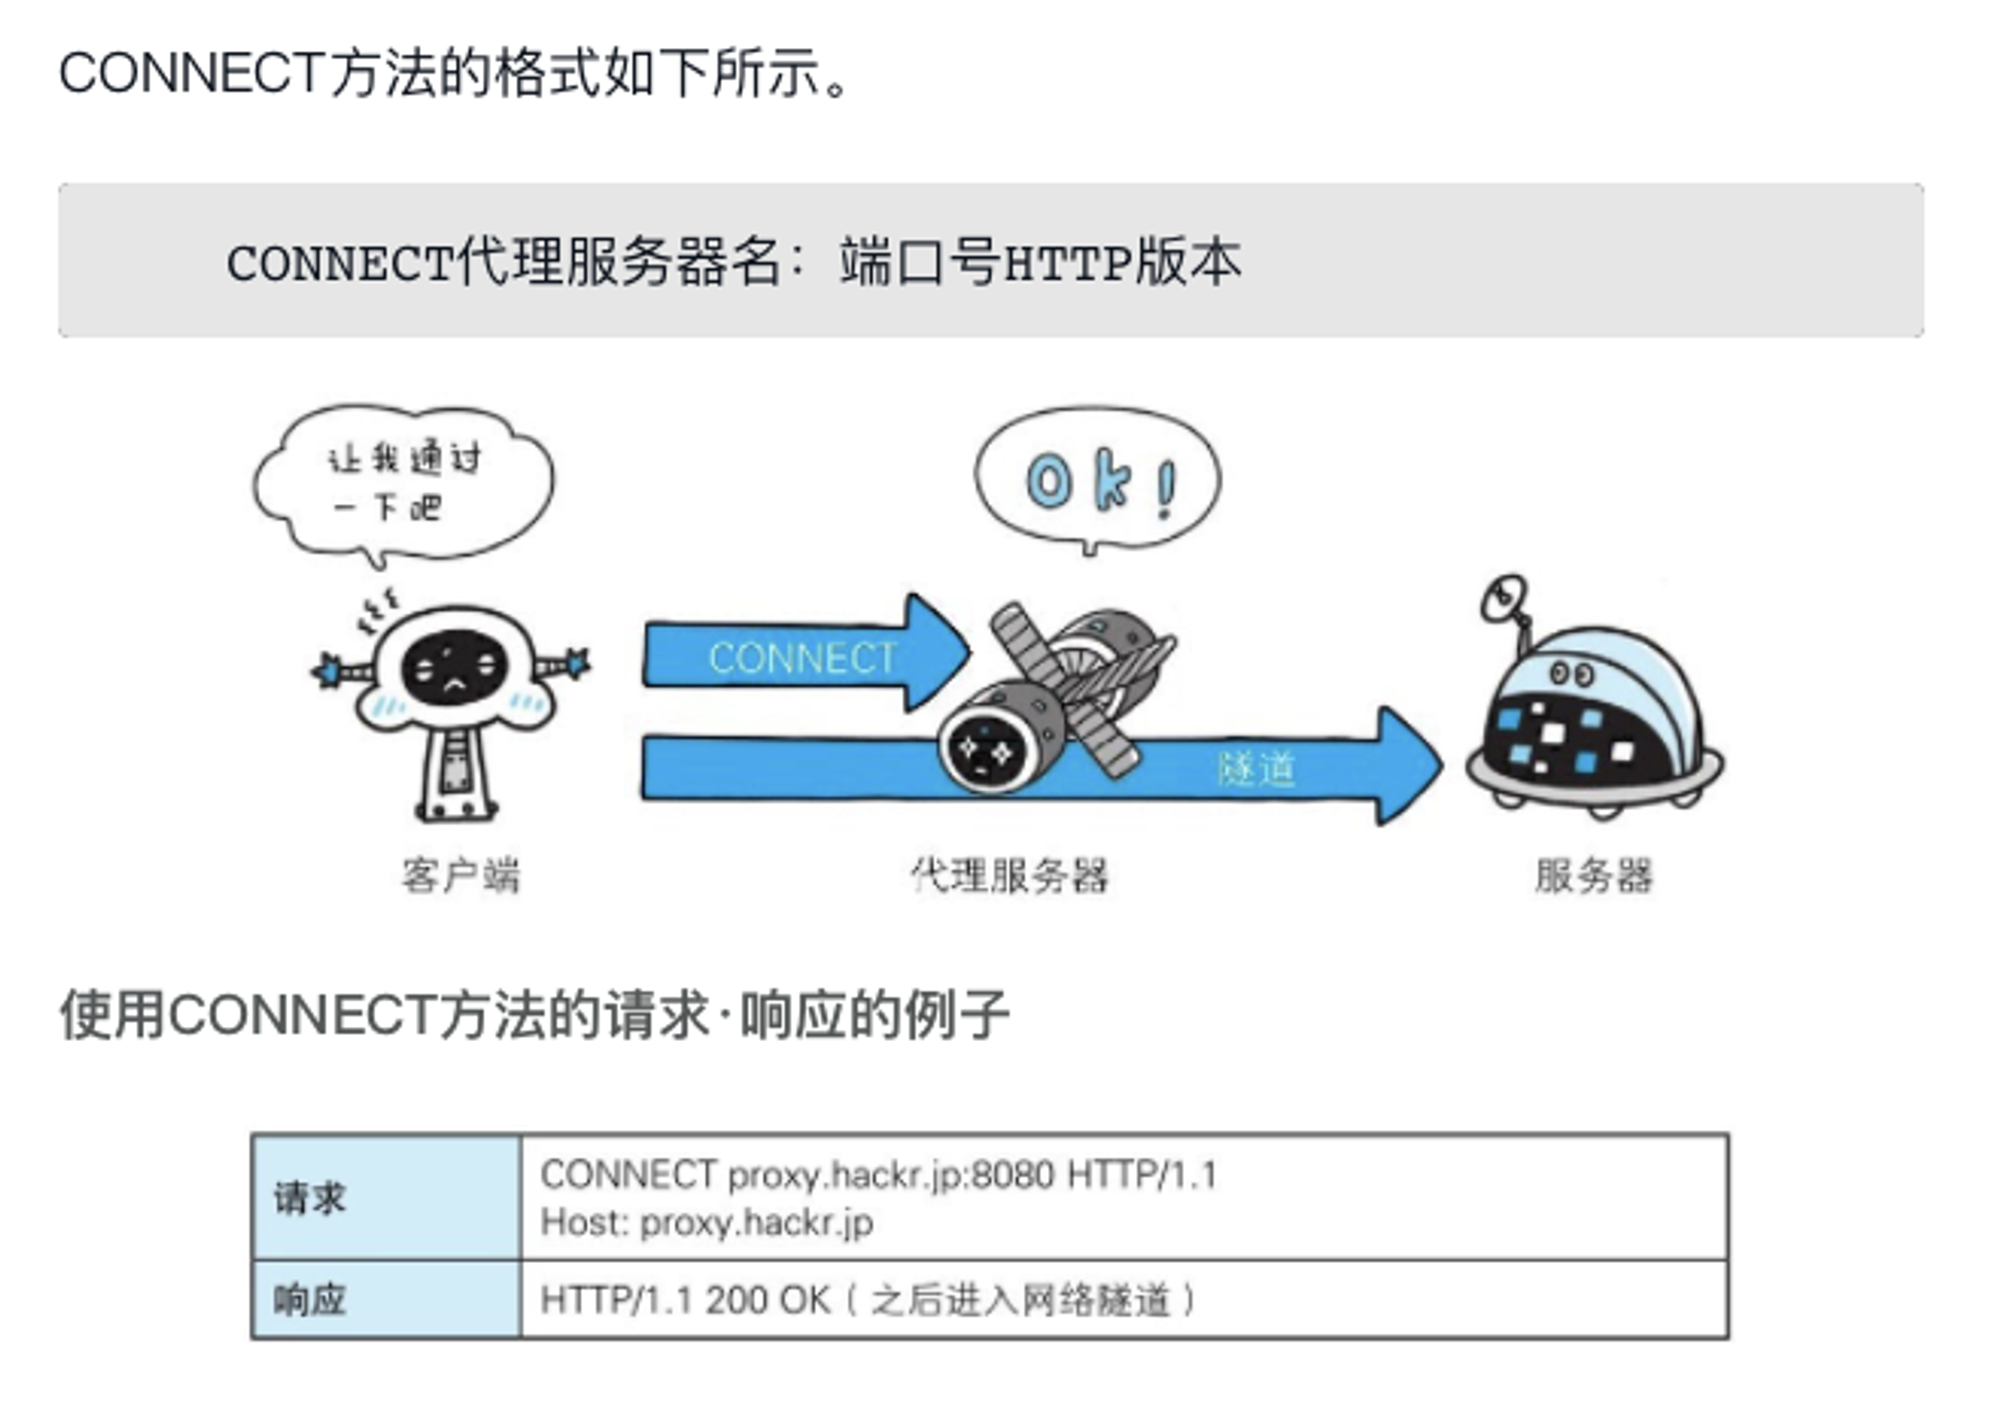 CONNECT方法的格式如下所示。
CONNECT代理服务器名：端口号HTTP版本
让我通过
一下吧
Ok!
CONNECT
隧道
客户端
代理服务器
服务器
使用CONNECT方法的请求·响应的例子
请求
CONNECT proxy.hackr.jp:8080 HTTP/1.1
Host: proxy.hackr.jp
响应
HTTP/1.1 200 OK（之后进入网络隧道）